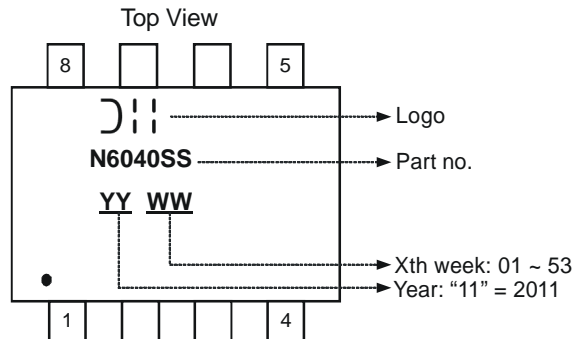 Top View
8 5
Logo
N6040SS Part no.
YY WW
Xth week: 01 ~ 53
Year: “11” = 2011
1 4